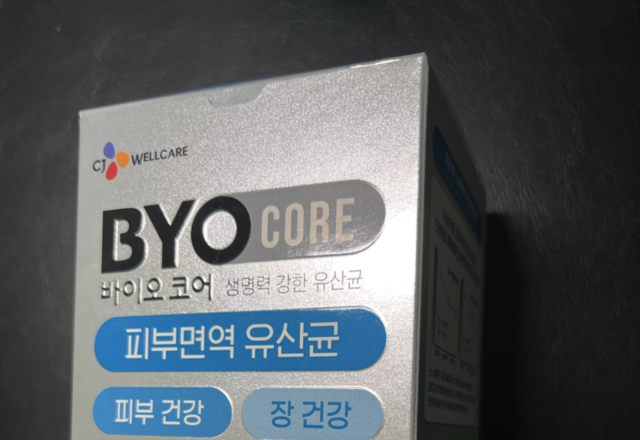 CJ WELLCARE
BYO CORE
바이오 코어 생명력 강한 유산균
피부면역 유산균
피부 건강 장 건강